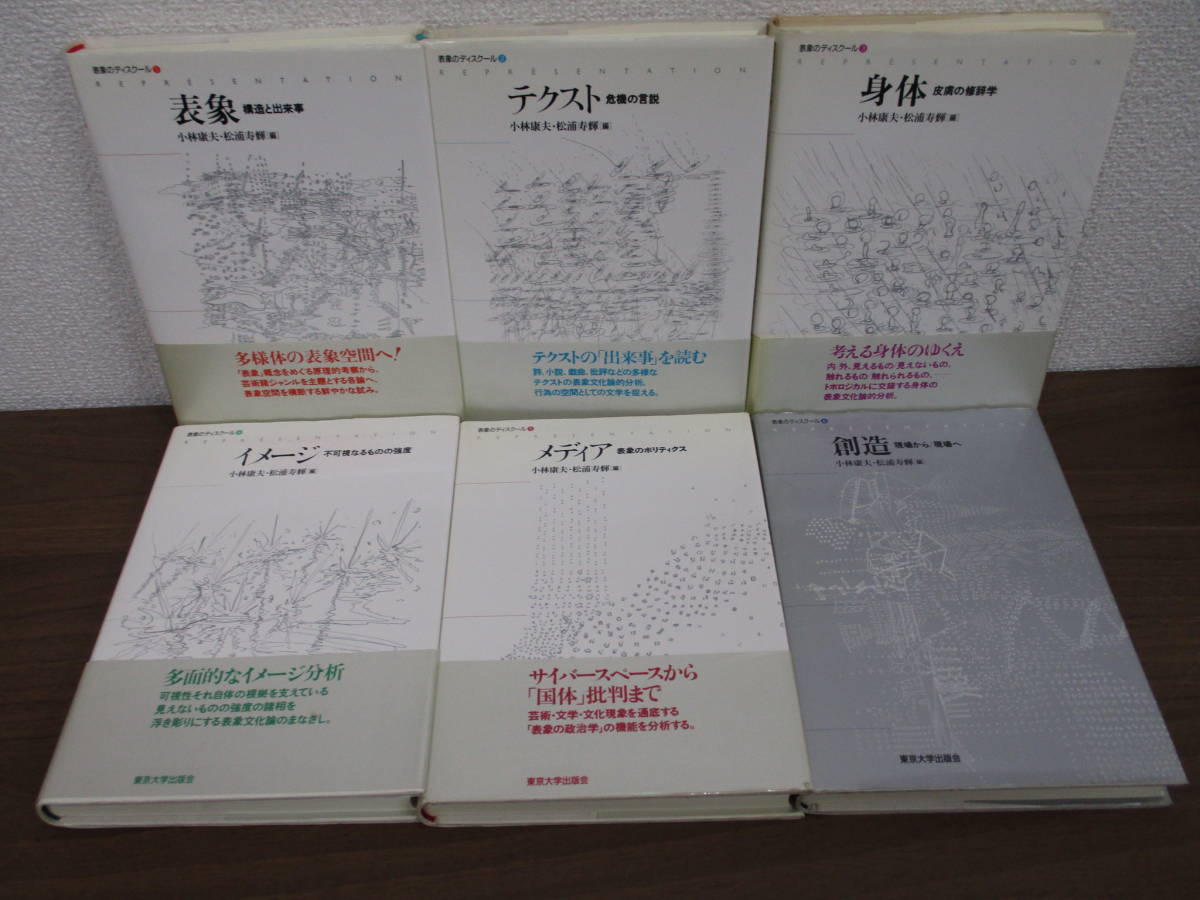 表象のディスクール1
REPRÉSENTATION
表象 構造と出来事
小林康夫・松浦寿輝[編]
多様体の表象空間へ!
「表象」概念をめぐる原理的考察から、
芸術諸ジャンルを主題とする各論へ、
表象空間を横断する鮮やかな試み。
表象のディスクール2
REPRÉSENTATION
テクスト 危機の言説
小林康夫・松浦寿輝[編]
テクストの「出来事」を読む
詩、小説、戯曲、批評などの多様な
テクストの表象文化論的分析。
行為の空間としての文学を捉える。
表象のディスクール3
REPRÉSENTATION
身体 皮膚の修辞学
小林康夫・松浦寿輝[編]
考える身体のゆくえ
内/外、見えるもの/見えないもの、
触れるもの/触れられるもの、
トポロジカルに交錯する身体の
表象文化論的分析。
表象のディスクール4
REPRÉSENTATION
イメージ 不可視なるものの強度
小林康夫・松浦寿輝[編]
多面的なイメージ分析
可視性それ自体の根拠を支えている
見えないものの強度の諸相を
浮き彫りにする表象文化論のまなざし。
東京大学出版会
表象のディスクール5
REPRÉSENTATION
メディア 表象のポリティクス
小林康夫・松浦寿輝[編]
サイバースペースから
「国体」批判まで
芸術・文学・文化現象を通底する
「表象の政治学」の機能を分析する。
東京大学出版会
表象のディスクール6
REPRÉSENTATION
創造 現場から/現場へ
小林康夫・松浦寿輝[編]
東京大学出版会